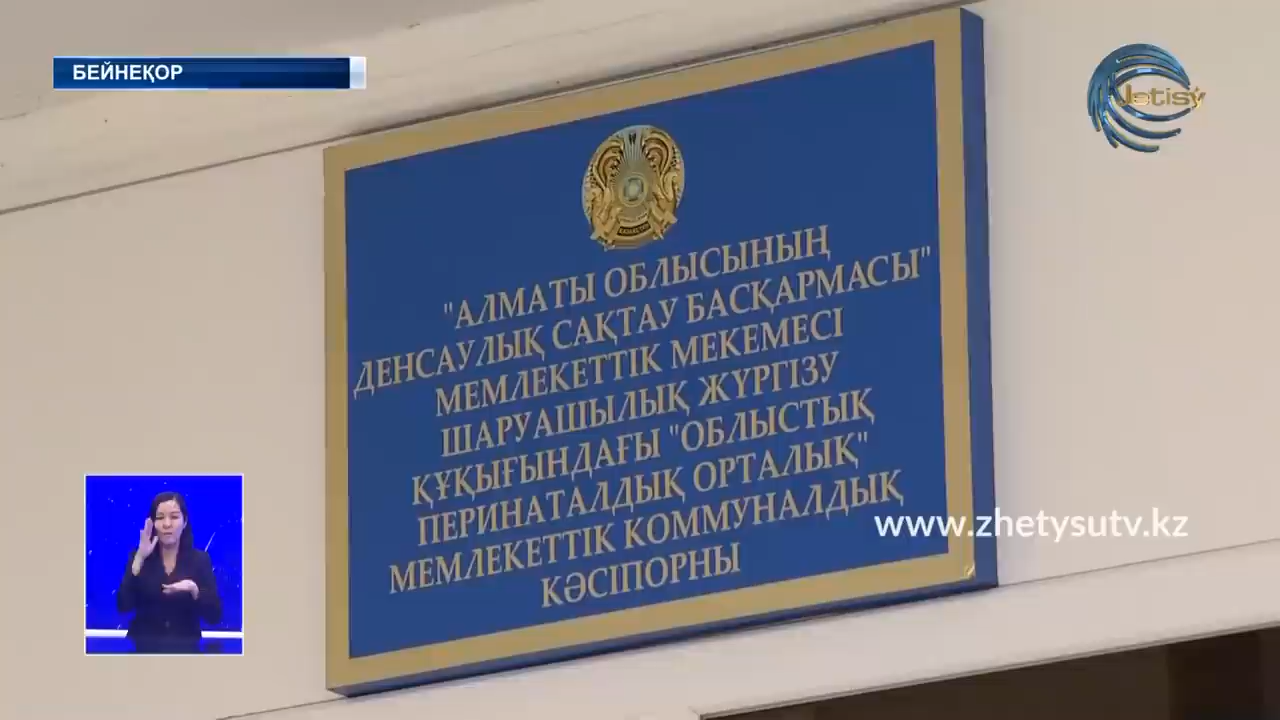 БЕЙНЕҚОР
Jetisý
"АЛМАТЫ ОБЛЫСЫНЫҢ
ДЕНСАУЛЫҚ САҚТАУ БАСҚАРМАСЫ"
МЕМЛЕКЕТТІК МЕКЕМЕСІ
ШАРУАШЫЛЫҚ ЖҮРГІЗУ
ҚҰҚЫҒЫНДАҒЫ "ОБЛЫСТЫҚ
ПЕРИНАТАЛДЫҚ ОРТАЛЫҚ"
МЕМЛЕКЕТТІК КОММУНАЛДЫҚ
КӘСІПОРНЫ
www.zhetysutv.kz